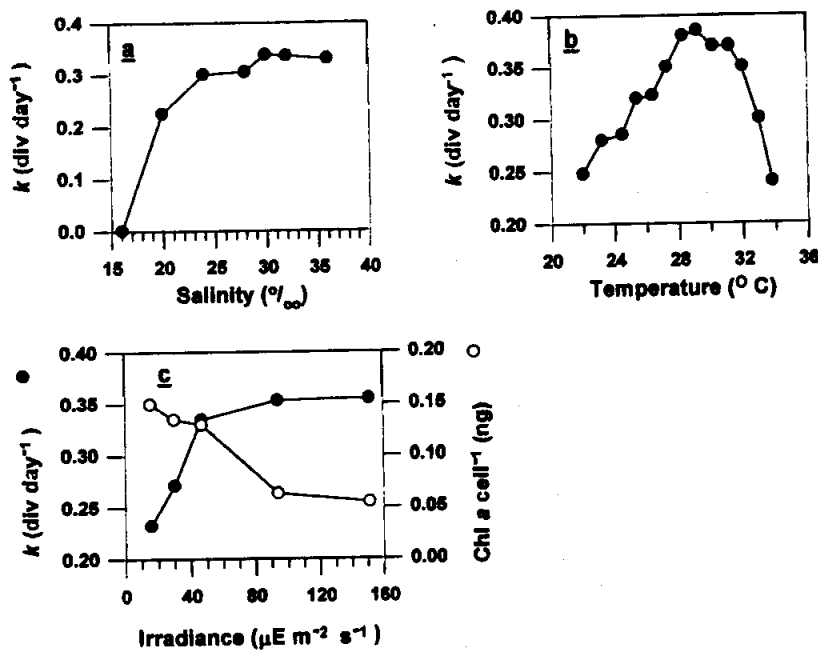 a
0.4
0.3
0.2
0.1
0.0
k (div day⁻¹)
15 20 25 30 35 40
Salinity (º/₀₀)
b
0.40
0.35
0.30
0.25
0.20
k (div day⁻¹)
20 24 28 32 36
Temperature (º C)
c
0.40
0.35
0.30
0.25
0.20
k (div day⁻¹)
0.20
0.15
0.10
0.05
0.00
Chl a cell⁻¹ (ng)
0 40 80 120 160
Irradiance (µE m⁻² s⁻¹)